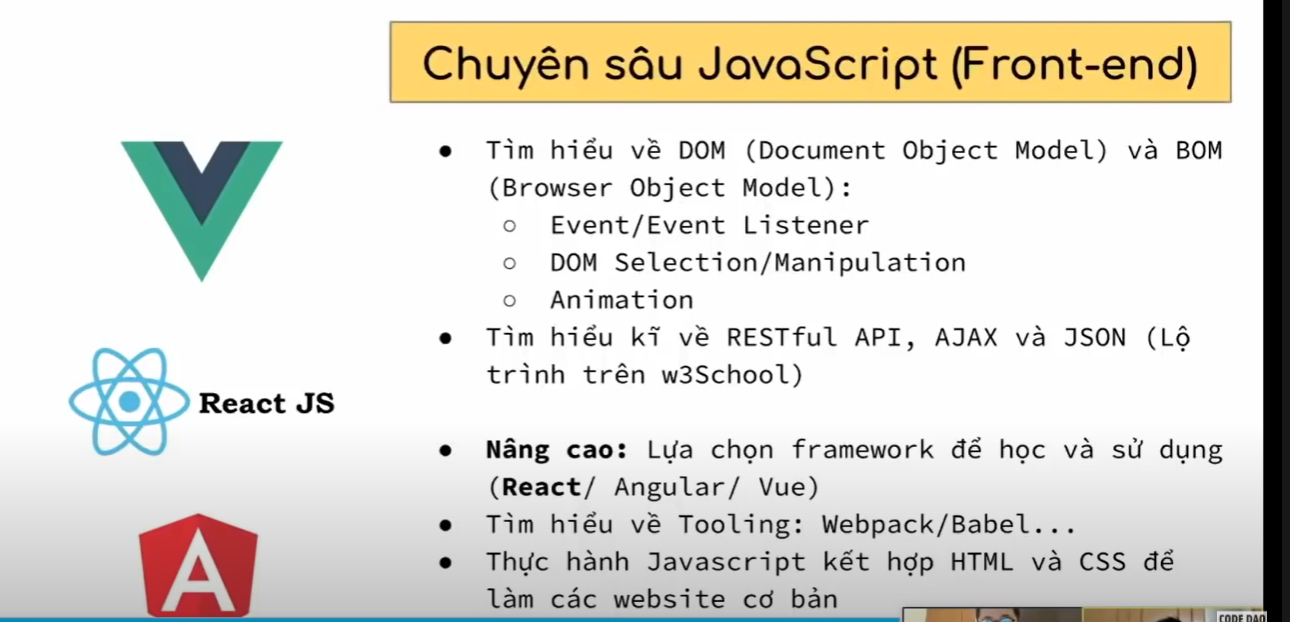 Chuyên sâu JavaScript (Front-end)
● Tìm hiểu về DOM (Document Object Model) và BOM
(Browser Object Model):
○ Event/Event Listener
○ DOM Selection/Manipulation
○ Animation
● Tìm hiểu kĩ về RESTful API, AJAX và JSON (Lộ
trình trên w3School)
React JS
● Nâng cao: Lựa chọn framework để học và sử dụng
(React/ Angular/ Vue)
● Tìm hiểu về Tooling: Webpack/Babel...
● Thực hành Javascript kết hợp HTML và CSS để
làm các website cơ bản
A
CODE DAO